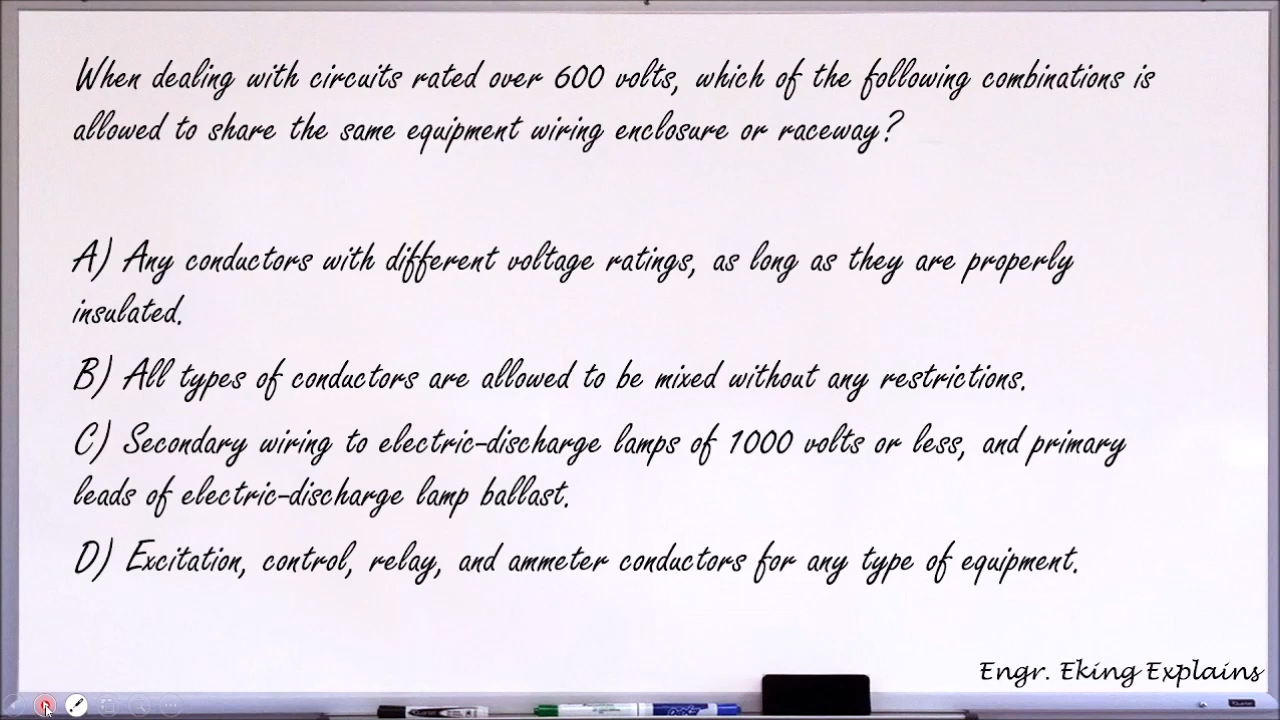 When dealing with circuits rated over 600 volts, which of the following combinations is
allowed to share the same equipment wiring enclosure or raceway?
A) Any conductors with different voltage ratings, as long as they are properly
insulated.
B) All types of conductors are allowed to be mixed without any restrictions.
C) Secondary wiring to electric-discharge lamps of 1000 volts or less, and primary
leads of electric-discharge lamp ballast.
D) Excitation, control, relay, and ammeter conductors for any type of equipment.
Engr. Eking Explains